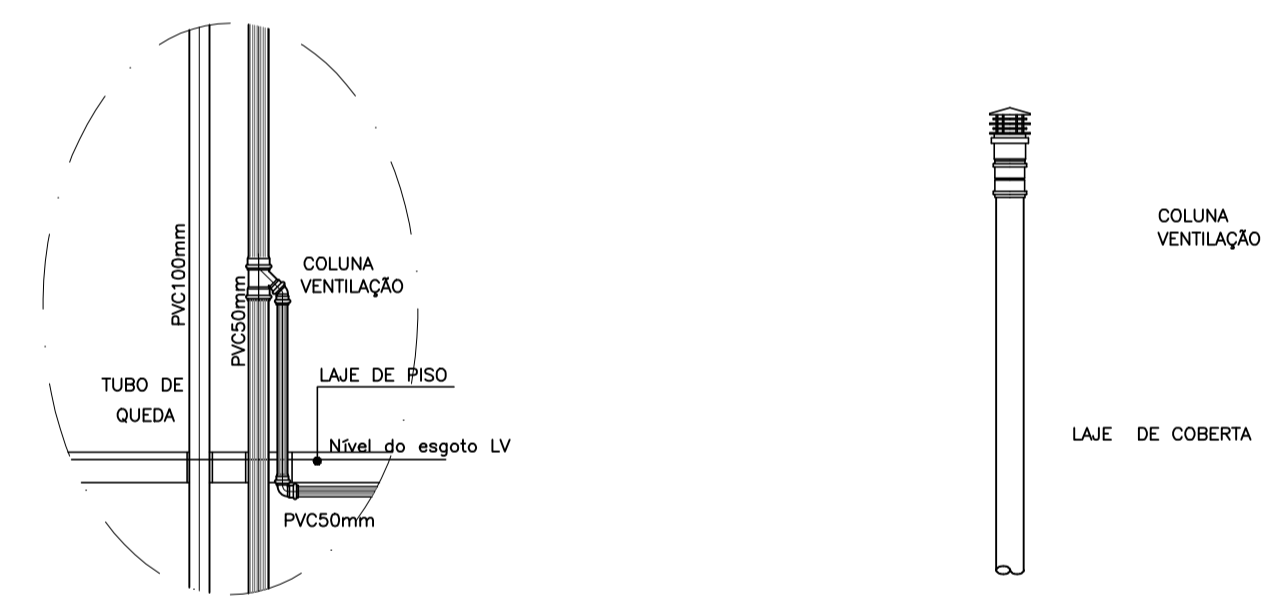 PVC100mm
PVC50mm
COLUNA
VENTILAÇÃO
TUBO DE
QUEDA
LAJE DE PISO
Nível do esgoto LV
PVC50mm
COLUNA
VENTILAÇÃO
LAJE DE COBERTA